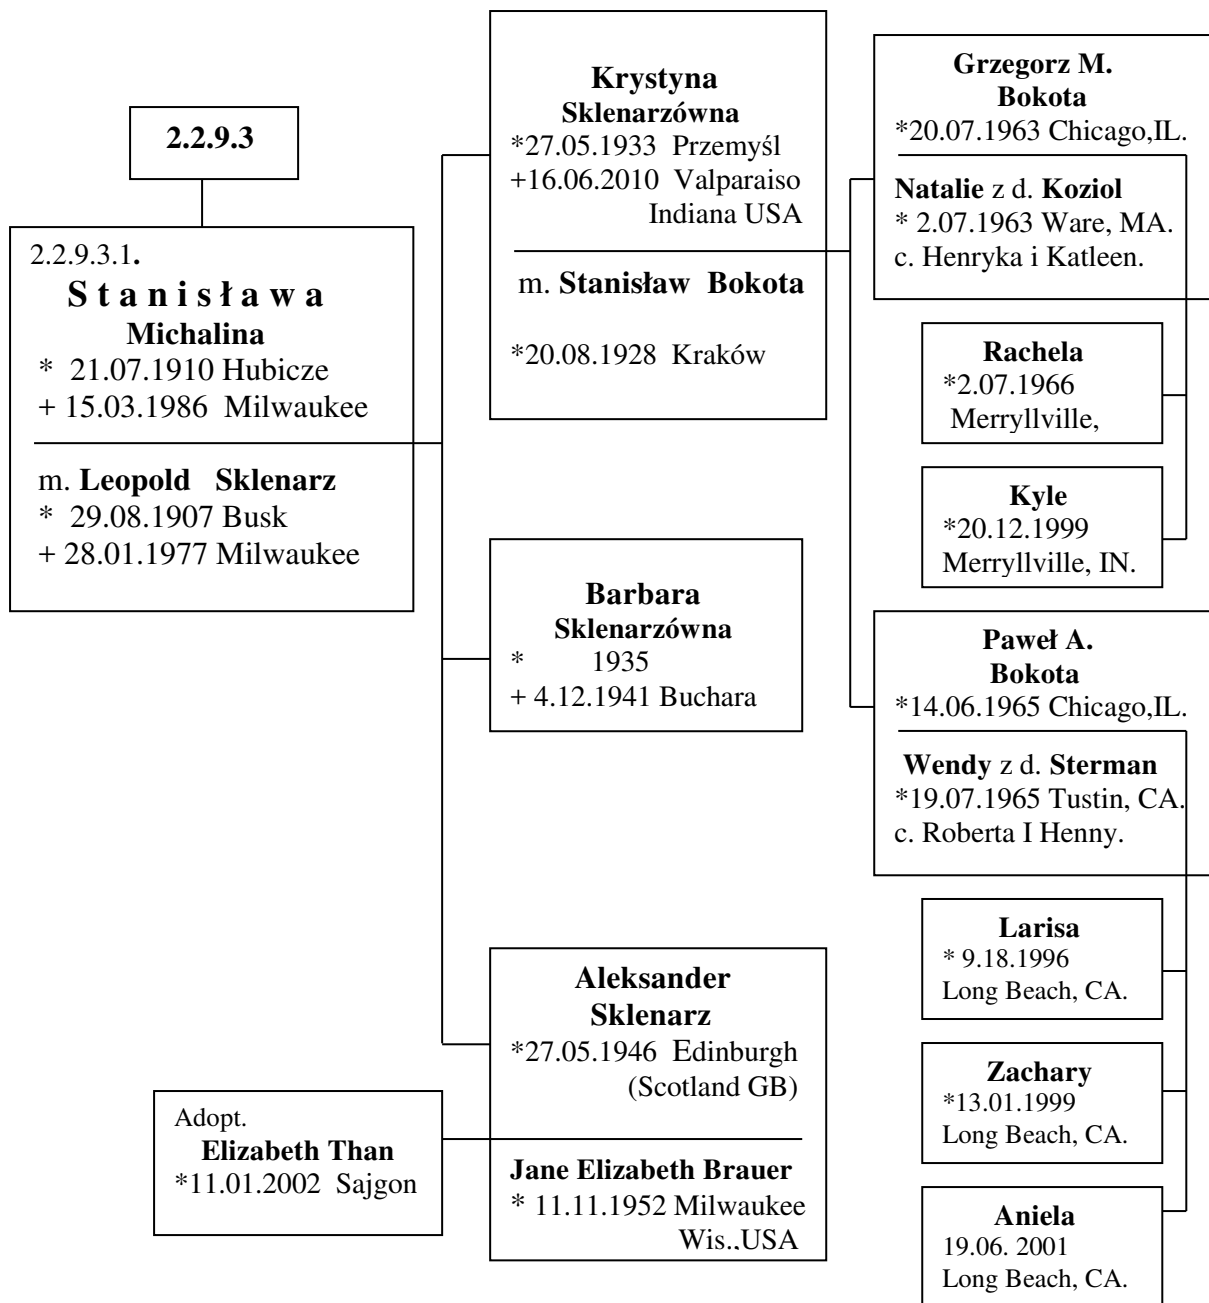 2.2.9.3
2.2.9.3.1.
Stanisława
Michalina
* 21.07.1910 Hubicze
+ 15.03.1986 Milwaukee
m. Leopold Sklenarz
* 29.08.1907 Busk
+ 28.01.1977 Milwaukee
Krystyna
Sklenarzówna
*27.05.1933 Przemyśl
+16.06.2010 Valparaiso
Indiana USA
m. Stanisław Bokota
*20.08.1928 Kraków
Grzegorz M.
Bokota
*20.07.1963 Chicago,IL.
Natalie z d. Koziol
* 2.07.1963 Ware, MA.
c. Henryka i Katleen.
Rachela
*2.07.1966
Merryllville,
Kyle
*20.12.1999
Merryllville, IN.
Paweł A.
Bokota
*14.06.1965 Chicago,IL.
Wendy z d. Sterman
*19.07.1965 Tustin, CA.
c. Roberta I Henny.
Larisa
* 9.18.1996
Long Beach, CA.
Zachary
*13.01.1999
Long Beach, CA.
Aniela
19.06. 2001
Long Beach, CA.
Barbara
Sklenarzówna
* 1935
+ 4.12.1941 Buchara
Aleksander
Sklenarz
*27.05.1946 Edinburgh
(Scotland GB)
Jane Elizabeth Brauer
* 11.11.1952 Milwaukee
Wis.,USA
Adopt.
Elizabeth Than
*11.01.2002 Sajgon